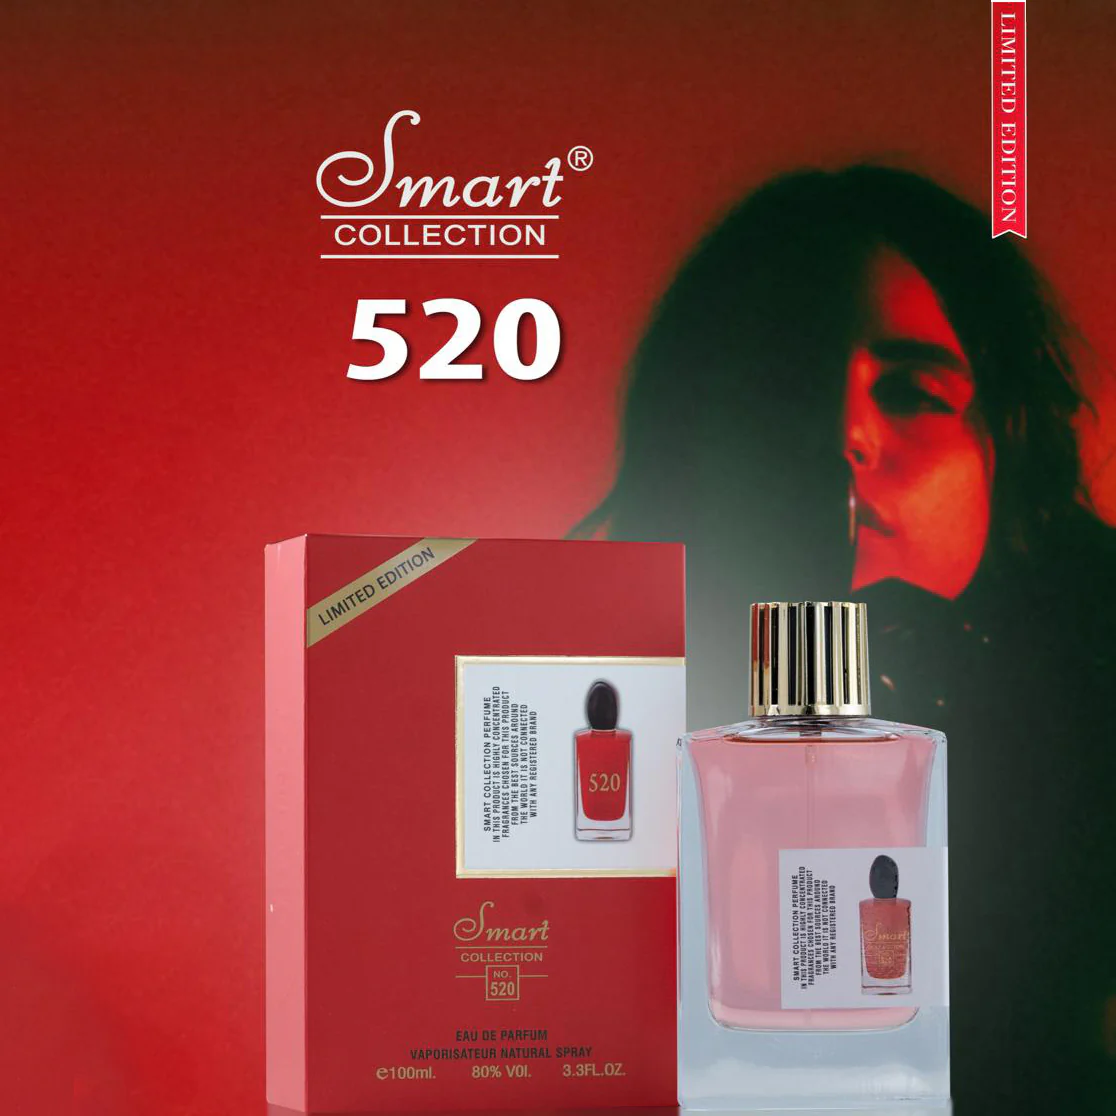 LIMITED EDITION
Smart®
COLLECTION
520
LIMITED EDITION
SMART COLLECTION PERFUME
IN THIS PRODUCT IS HIGHLY CONCENTRATED
FRAGRANCES CHOSEN FOR THIS PRODUCT
FROM THE BEST SOURCES AROUND
THE WORLD IT IS NOT CONNECTED
WITH ANY REGISTERED BRAND
520
Smart
COLLECTION
NO.
520
EAU DE PARFUM
VAPORISATEUR NATURAL SPRAY
e100ml. 80% VOl. 3.3FL.OZ.
SMART COLLECTION PERFUME
IN THIS PRODUCT IS HIGHLY CONCENTRATED
FRAGRANCES CHOSEN FOR THIS PRODUCT
FROM THE BEST SOURCES AROUND
THE WORLD IT IS NOT CONNECTED
WITH ANY REGISTERED BRAND
Smart